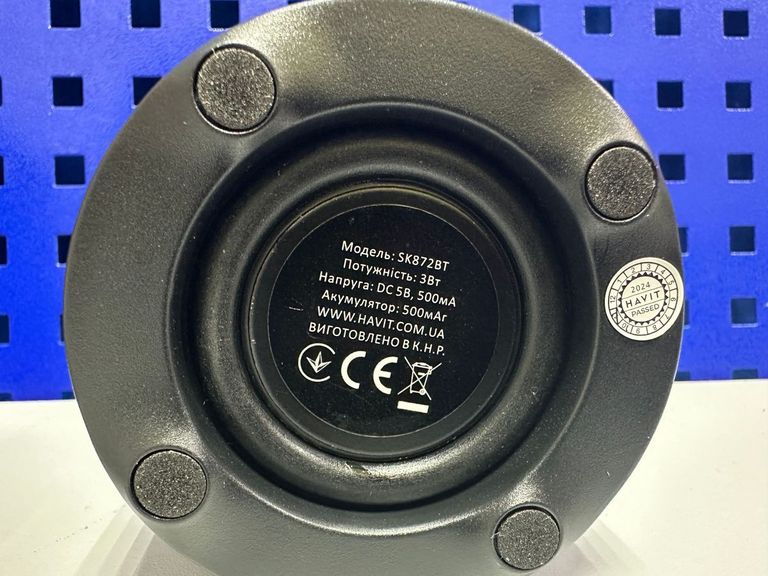 Модель: SK872BT
Потужність: 3Вт
Напруга: DC 5В, 500мА
Акумулятор: 500мАг
WWW.HAVIT.COM.UA
ВИГОТОВЛЕНО В К.Н.Р.
CE
2024
HAVIT
PASSED